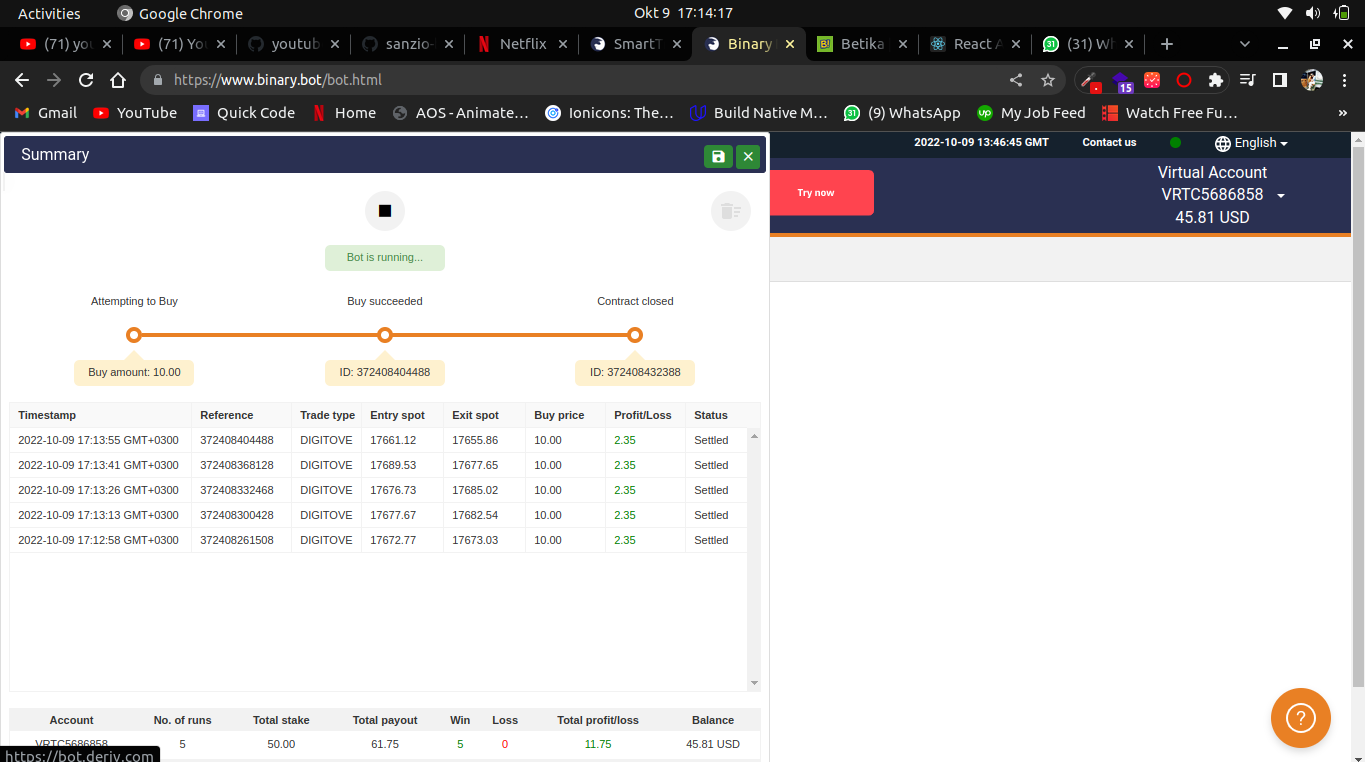 Activities Google Chrome Okt 9 17:14:17
(71) yo (71) Yo youtub sanzio- Netflix SmartT Binary Betika React A (31) Wh
https://www.binary.bot/bot.html 15
Gmail YouTube Quick Code Home AOS - Animate... Ionicons: The... Build Native M... (9) WhatsApp My Job Feed Watch Free Fu... »
Summary
2022-10-09 13:46:45 GMT Contact us English
Try now
Virtual Account
VRTC5686858
45.81 USD
Bot is running...
Attempting to Buy Buy succeeded Contract closed
Buy amount: 10.00 ID: 372408404488 ID: 372408432388
Timestamp Reference Trade type Entry spot Exit spot Buy price Profit/Loss Status
2022-10-09 17:13:55 GMT+0300 372408404488 DIGITOVE 17661.12 17655.86 10.00 2.35 Settled
2022-10-09 17:13:41 GMT+0300 372408368128 DIGITOVE 17689.53 17677.65 10.00 2.35 Settled
2022-10-09 17:13:26 GMT+0300 372408332468 DIGITOVE 17676.73 17685.02 10.00 2.35 Settled
2022-10-09 17:13:13 GMT+0300 372408300428 DIGITOVE 17677.67 17682.54 10.00 2.35 Settled
2022-10-09 17:12:58 GMT+0300 372408261508 DIGITOVE 17672.77 17673.03 10.00 2.35 Settled
Account No. of runs Total stake Total payout Win Loss Total profit/loss Balance
VRTC5686858 5 50.00 61.75 5 0 11.75 45.81 USD
https://bot.deriv.com